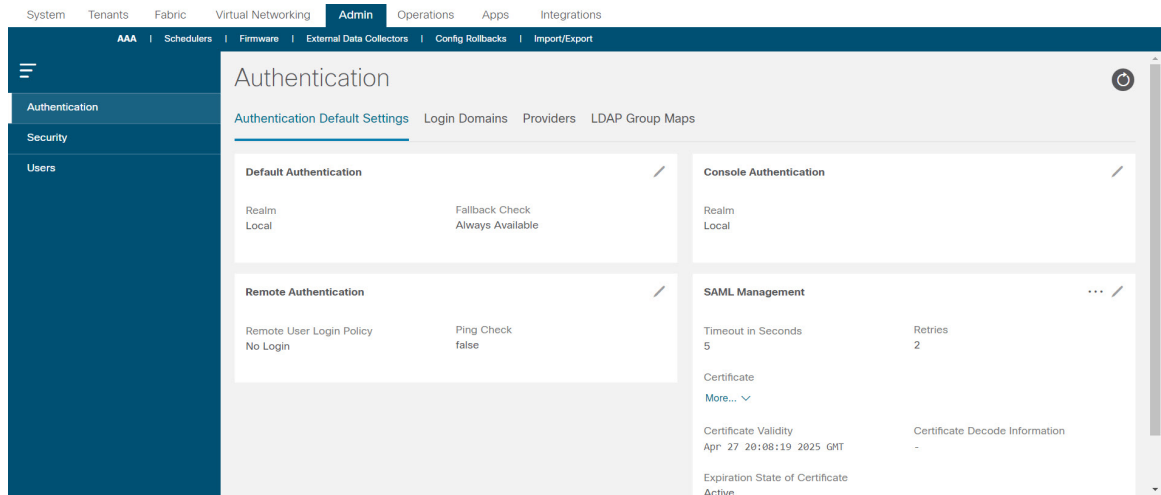 System Tenants Fabric Virtual Networking Admin Operations Apps Integrations
AAA | Schedulers | Firmware | External Data Collectors | Config Rollbacks | Import/Export
Authentication
Security
Users
Authentication
Authentication Default Settings Login Domains Providers LDAP Group Maps
Default Authentication
Realm Fallback Check
Local Always Available
Console Authentication
Realm
Local
Remote Authentication
Remote User Login Policy Ping Check
No Login false
SAML Management
Timeout in Seconds Retries
5 2
Certificate
More...
Certificate Validity Certificate Decode Information
Apr 27 20:08:19 2025 GMT -
Expiration State of Certificate
Active